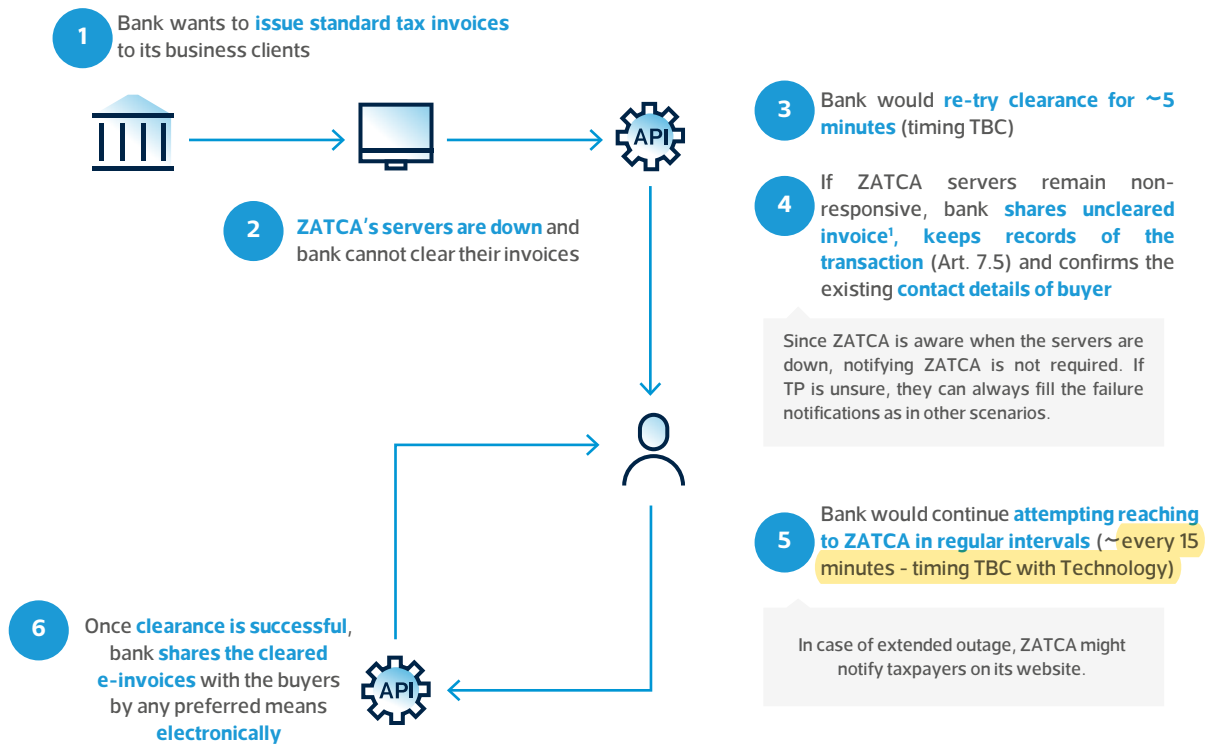 1
Bank wants to issue standard tax invoices
to its business clients
API
2
ZATCA's servers are down and
bank cannot clear their invoices
3
Bank would re-try clearance for ~5
minutes (timing TBC)
4
If ZATCA servers remain non-
responsive, bank shares uncleared
invoice¹, keeps records of the
transaction (Art. 7.5) and confirms the
existing contact details of buyer
Since ZATCA is aware when the servers are
down, notifying ZATCA is not required. If
TP is unsure, they can always fill the failure
notifications as in other scenarios.
5
Bank would continue attempting reaching
to ZATCA in regular intervals (~every 15
minutes - timing TBC with Technology)
In case of extended outage, ZATCA might
notify taxpayers on its website.
6
Once clearance is successful,
bank shares the cleared
e-invoices with the buyers
by any preferred means
electronically
API